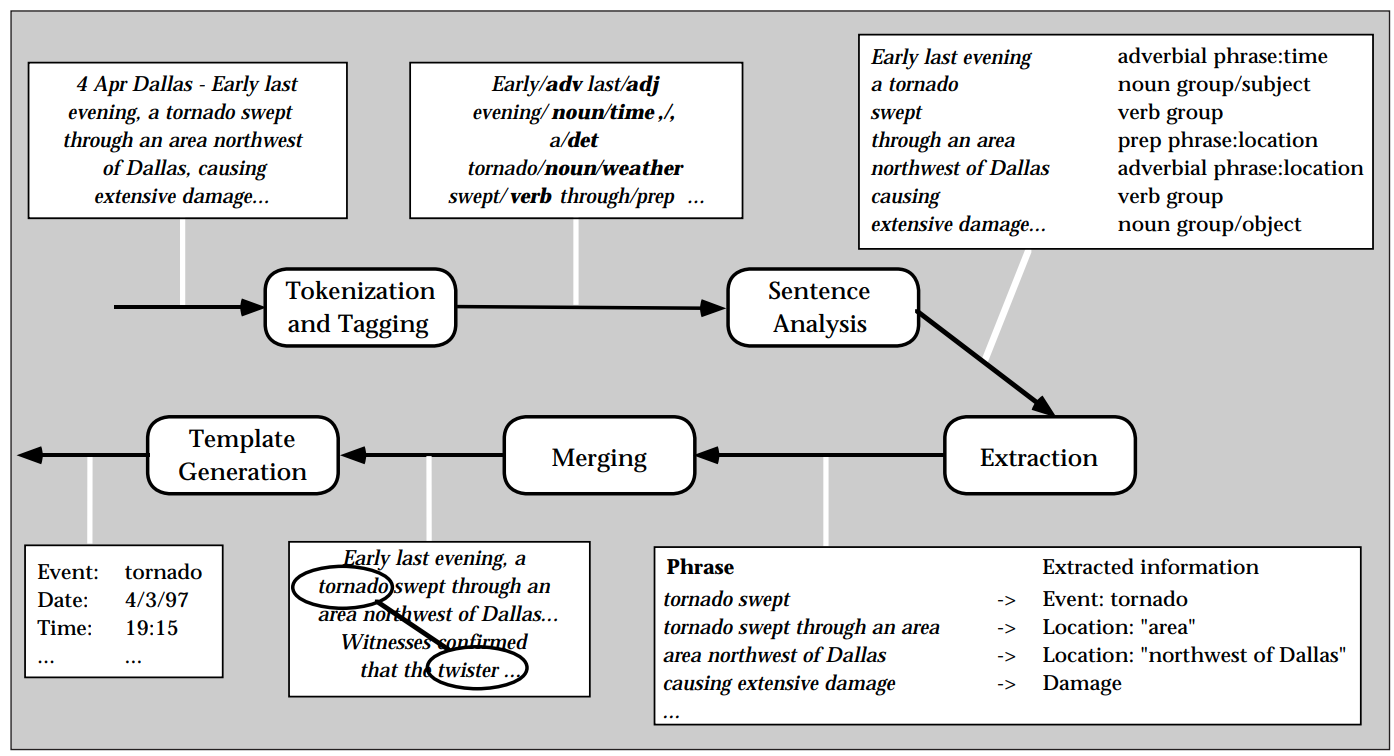 4 Apr Dallas - Early last
evening, a tornado swept
through an area northwest
of Dallas, causing
extensive damage...
Early/adv last/adj
evening/ noun/time ,/,
a/det
tornado/noun/weather
swept/ verb through/prep ...
Early last evening adverbial phrase:time
a tornado noun group/subject
swept verb group
through an area prep phrase:location
northwest of Dallas adverbial phrase:location
causing verb group
extensive damage... noun group/object
Tokenization
and Tagging
Sentence
Analysis
Template
Generation
Merging
Extraction
Event: tornado
Date: 4/3/97
Time: 19:15
... ...
Early last evening, a
tornado swept through an
area northwest of Dallas...
Witnesses confirmed
that the twister ...
Phrase Extracted information
tornado swept -> Event: tornado
tornado swept through an area -> Location: "area"
area northwest of Dallas -> Location: "northwest of Dallas"
causing extensive damage -> Damage
...